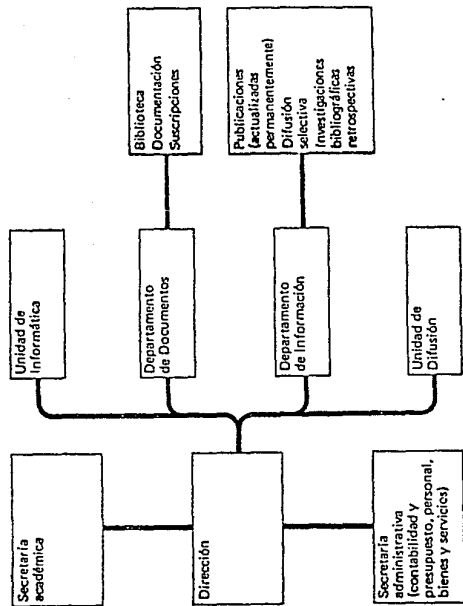 Secretaría
académica
Dirección
Secretaría
administrativa
(contabilidad y
presupuesto, personal,
bienes y servicios)
Unidad de
Informática
Departamento
de Documentos
Departamento
de Información
Unidad de
Difusión
Biblioteca
Documentación
Suscripciones
Publicaciones
(actualizadas
permanentemente)
Difusión
selectiva
Investigaciones
bibliográficas
retrospectivas